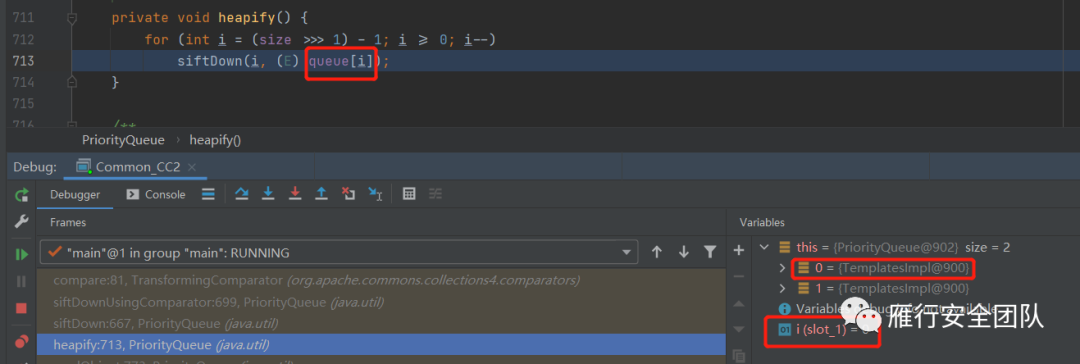 711 private void heapify() {
712 for (int i = (size >>> 1) - 1; i >= 0; i--)
713 siftDown(i, (E) queue[i]);
714 }
715
716 /**
PriorityQueue › heapify()
Debug: Common_CC2 ×
Debugger Console
Frames
"main"@1 in group "main": RUNNING
compare:81, TransformingComparator (org.apache.commons.collections4.comparators)
siftDownUsingComparator:699, PriorityQueue (java.util)
siftDown:667, PriorityQueue (java.util)
heapify:713, PriorityQueue (java.util)
Variables
this = {PriorityQueue@902} size = 2
0 = {TemplatesImpl@900}
1 = {TemplatesImpl@900}
Variables
01 i (slot_1) =
雁行安全团队